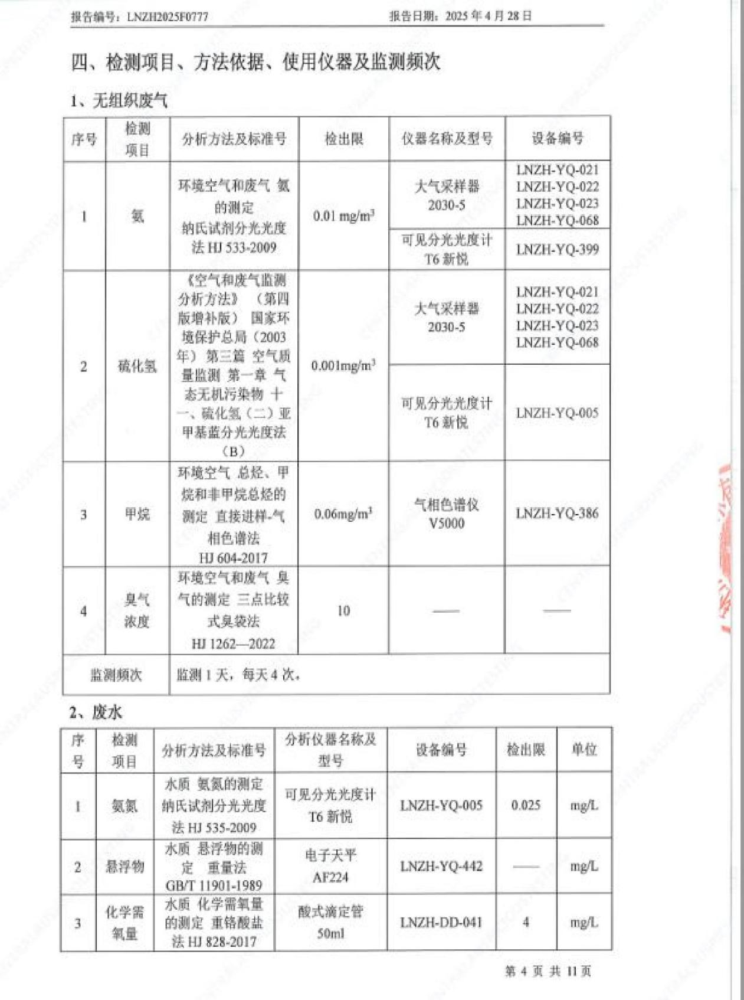 报告编号：LNZH2025F0777 报告日期：2025 年 4 月 28 日
四、检测项目、方法依据、使用仪器及监测频次
1、无组织废气
序号 检测项目 分析方法及标准号 检出限 仪器名称及型号 设备编号
1 氨 0.01 mg/m³
环境空气和废气 氨
的测定
纳氏试剂分光光度
法 HJ 533-2009
大气采样器
2030-5
LNZH-YQ-021
LNZH-YQ-022
LNZH-YQ-023
LNZH-YQ-068
可见分光光度计
T6 新悦
LNZH-YQ-399
2 硫化氢 0.001mg/m³
《空气和废气监测
分析方法》（第四
版增补版） 国家环
境保护总局（2003
年）第三篇 空气质
量监测 第一章 气
态无机污染物 十
一、硫化氢（二）亚
甲基蓝分光光度法
（B）
大气采样器
2030-5
LNZH-YQ-021
LNZH-YQ-022
LNZH-YQ-023
LNZH-YQ-068
可见分光光度计
T6 新悦
LNZH-YQ-005
3 甲烷 0.06mg/m³
环境空气 总烃、甲
烷和非甲烷总烃的
测定 直接进样-气
相色谱法
HJ 604-2017
气相色谱仪
V5000
LNZH-YQ-386
4 臭气浓度 10 —— ——
环境空气和废气 臭
气的测定 三点比较
式臭袋法
HJ 1262—2022
监测频次 监测 1 天，每天 4 次。
2、废水
序号 检测项目 分析方法及标准号 分析仪器名称及型号 设备编号 检出限 单位
1 氨氮
水质 氨氮的测定
纳氏试剂分光光度
法 HJ 535-2009
可见分光光度计
T6 新悦
LNZH-YQ-005 0.025 mg/L
2 悬浮物
水质 悬浮物的测
定 重量法
GB/T 11901-1989
电子天平
AF224
LNZH-YQ-442 —— mg/L
3 化学需氧量
水质 化学需氧量
的测定 重铬酸盐
法 HJ 828-2017
酸式滴定管
50ml
LNZH-DD-041 4 mg/L
第 4 页 共 11 页